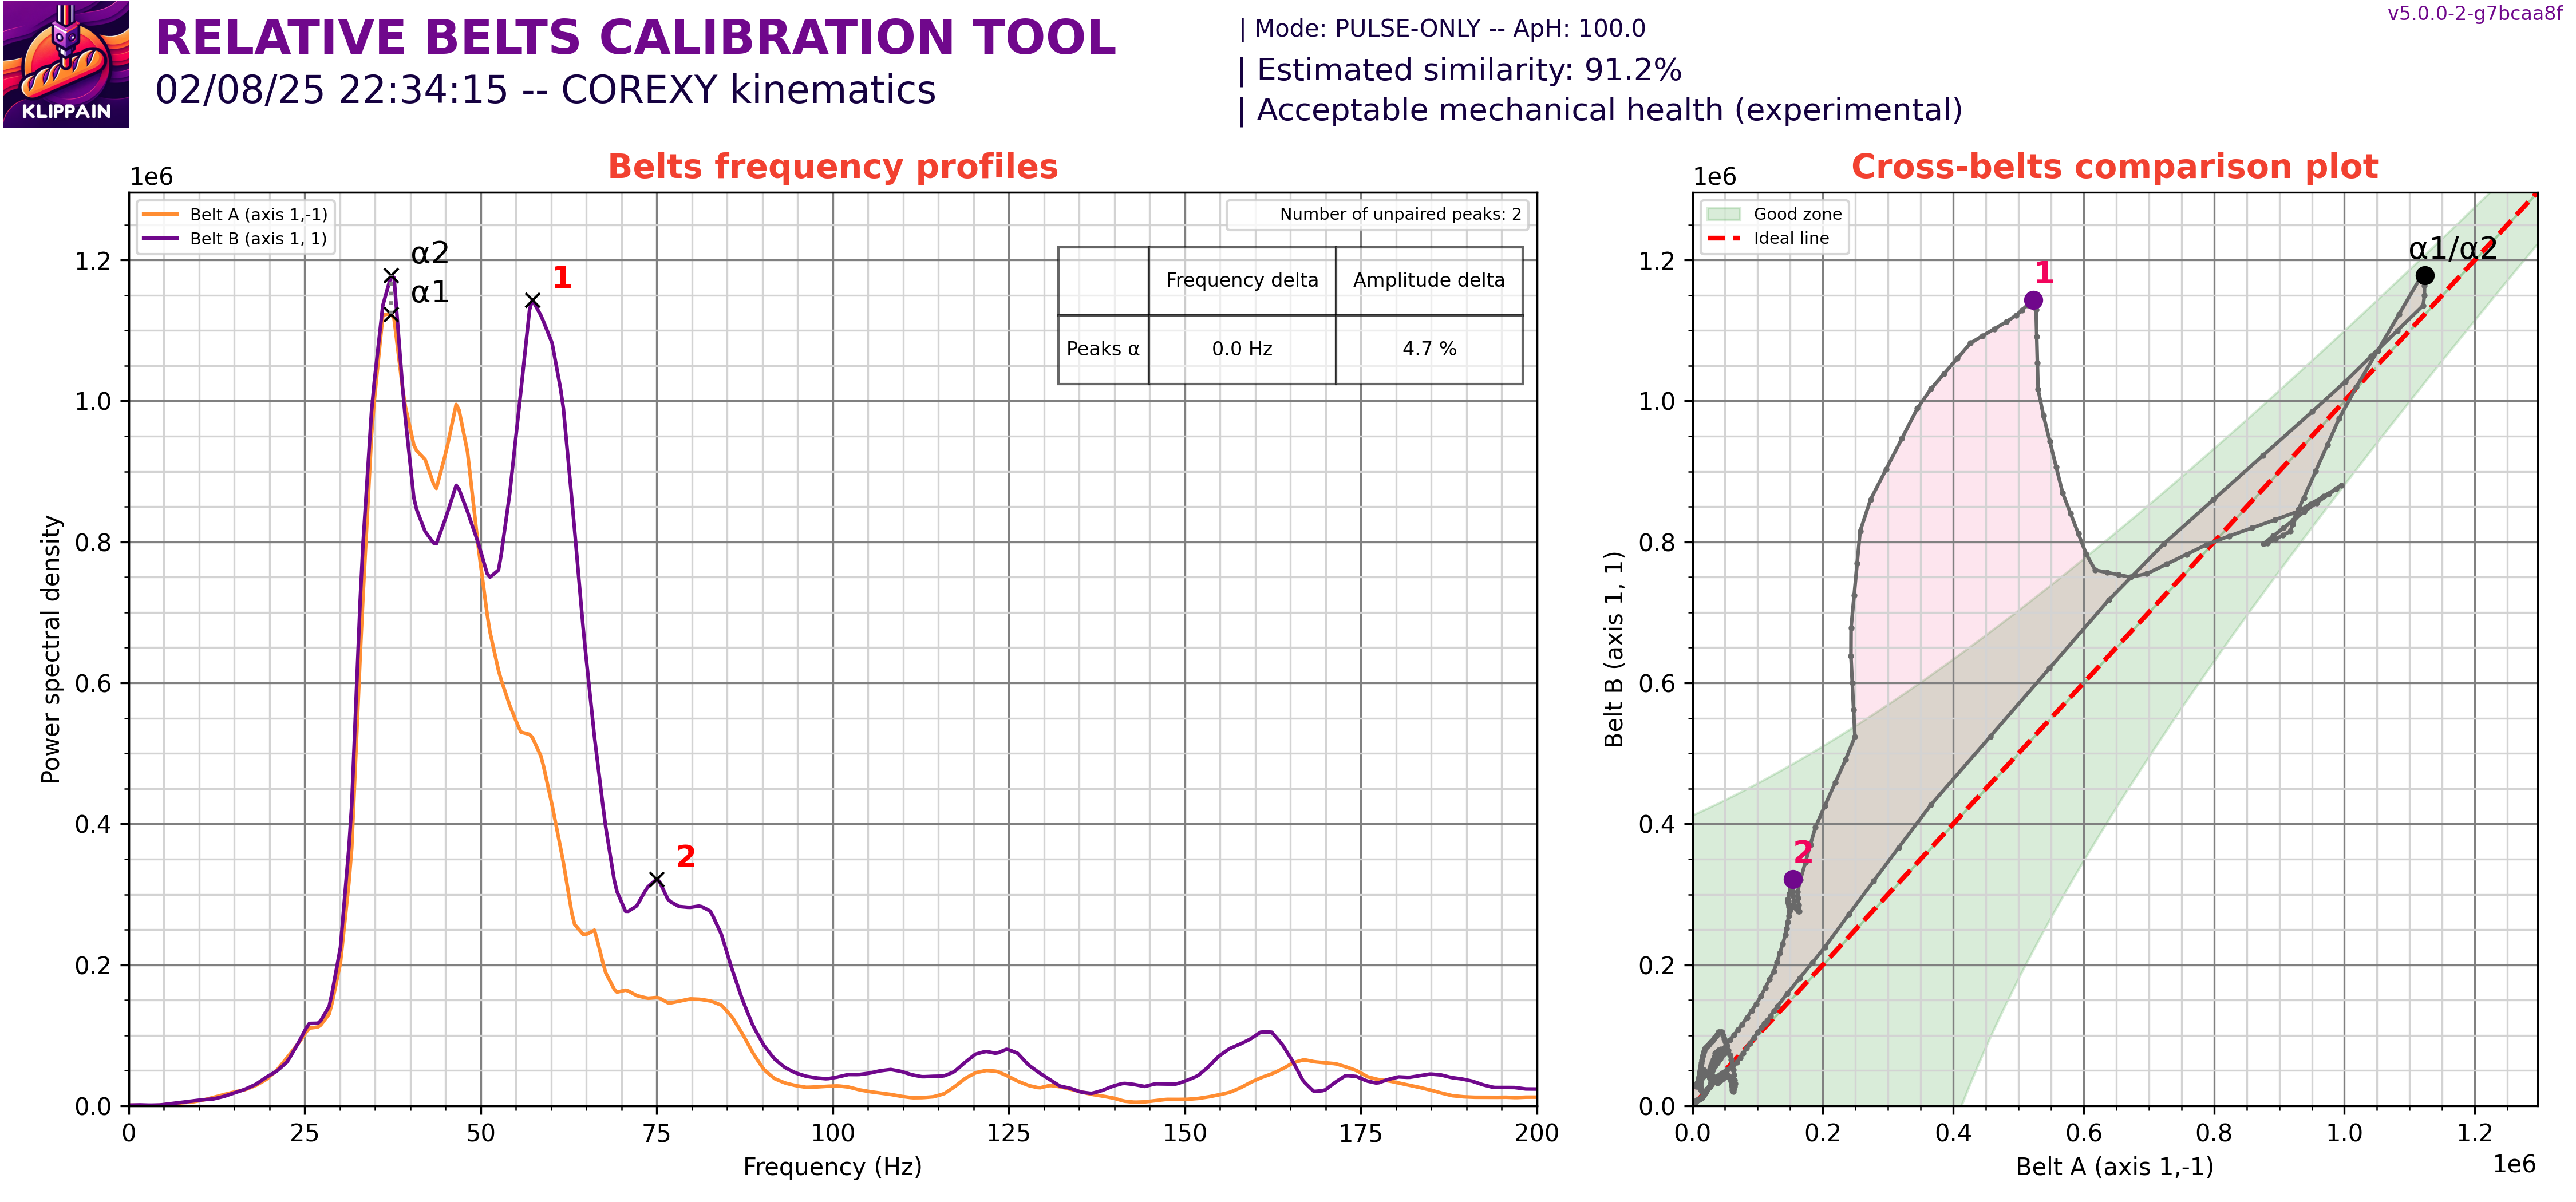 v5.0.0-2-g7bcaa8f
KLIPPAIN
RELATIVE BELTS CALIBRATION TOOL
02/08/25 22:34:15 -- COREXY kinematics
| Mode: PULSE-ONLY -- ApH: 100.0
| Estimated similarity: 91.2%
| Acceptable mechanical health (experimental)
Belts frequency profiles
1e6
Belt A (axis 1,-1)
Belt B (axis 1, 1)
Number of unpaired peaks: 2
Frequency delta Amplitude delta
Peaks α 0.0 Hz 4.7 %
α2
α1
1
2
Power spectral density
1.2
1.0
0.8
0.6
0.4
0.2
0.0
0 25 50 75 100 125 150 175 200
Frequency (Hz)
Cross-belts comparison plot
1e6
Good zone
Ideal line
α1/α2
1
2
Belt B (axis 1, 1)
1.2
1.0
0.8
0.6
0.4
0.2
0.0
0.0 0.2 0.4 0.6 0.8 1.0 1.2
1e6
Belt A (axis 1,-1)